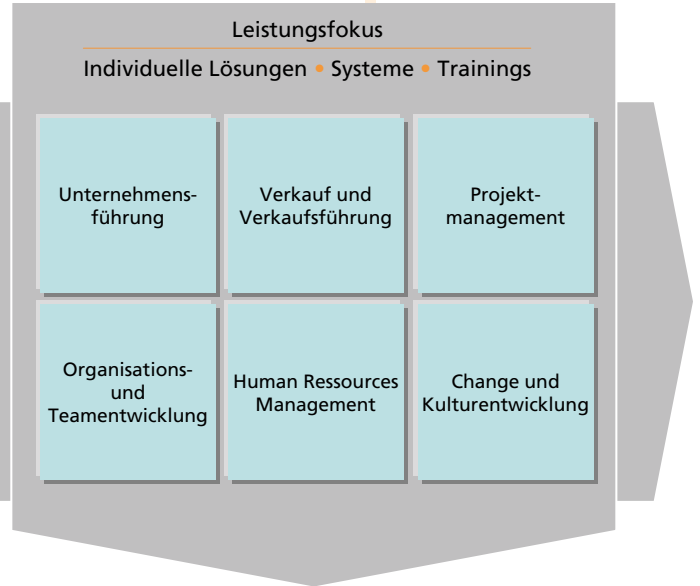 Leistungsfokus
Individuelle Lösungen • Systeme • Trainings
Unternehmens-
führung
Verkauf und
Verkaufsführung
Projekt-
management
Organisations-
und
Teamentwicklung
Human Ressources
Management
Change und
Kulturentwicklung